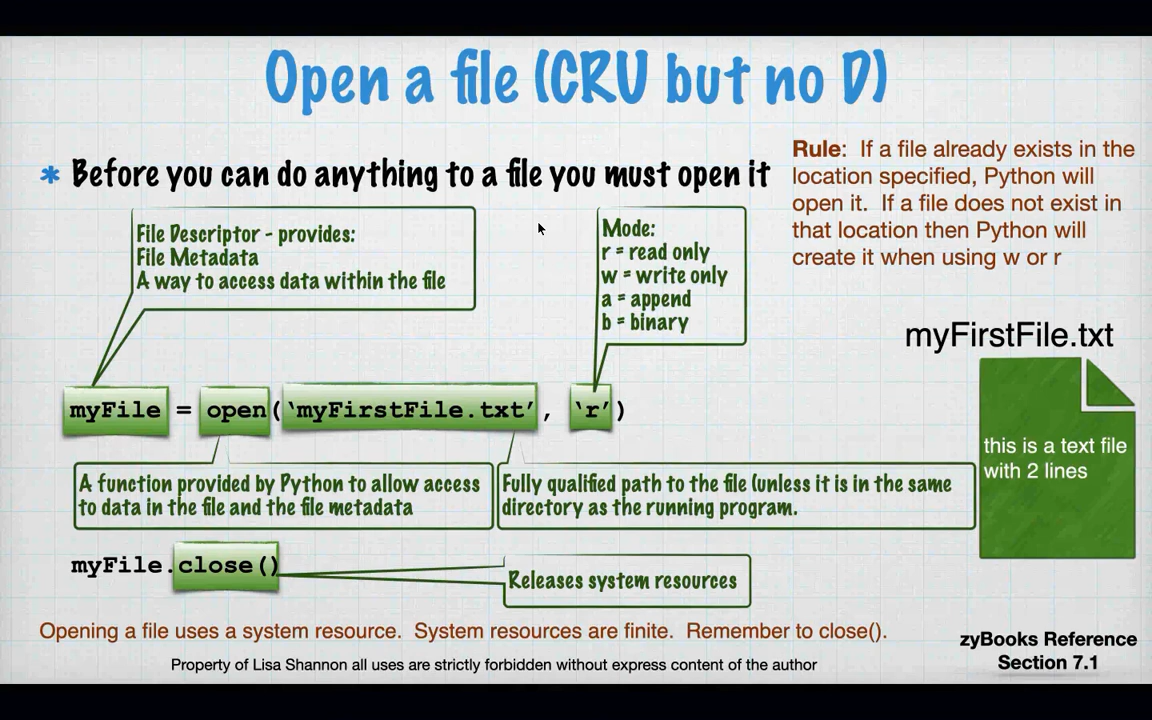 Open a file (CRU but no D)
* Before you can do anything to a file you must open it
Rule: If a file already exists in the
location specified, Python will
open it. If a file does not exist in
that location then Python will
create it when using w or r
File Descriptor - provides:
File Metadata
A way to access data within the file
Mode:
r = read only
w = write only
a = append
b = binary
myFirstFile.txt
this is a text file
with 2 lines
myFile = open(‘myFirstFile.txt’, ‘r’)
A function provided by Python to allow access
to data in the file and the file metadata
Fully qualified path to the file (unless it is in the same
directory as the running program.
myFile.close()
Releases system resources
Opening a file uses a system resource. System resources are finite. Remember to close().
zyBooks Reference
Section 7.1
Property of Lisa Shannon all uses are strictly forbidden without express content of the author